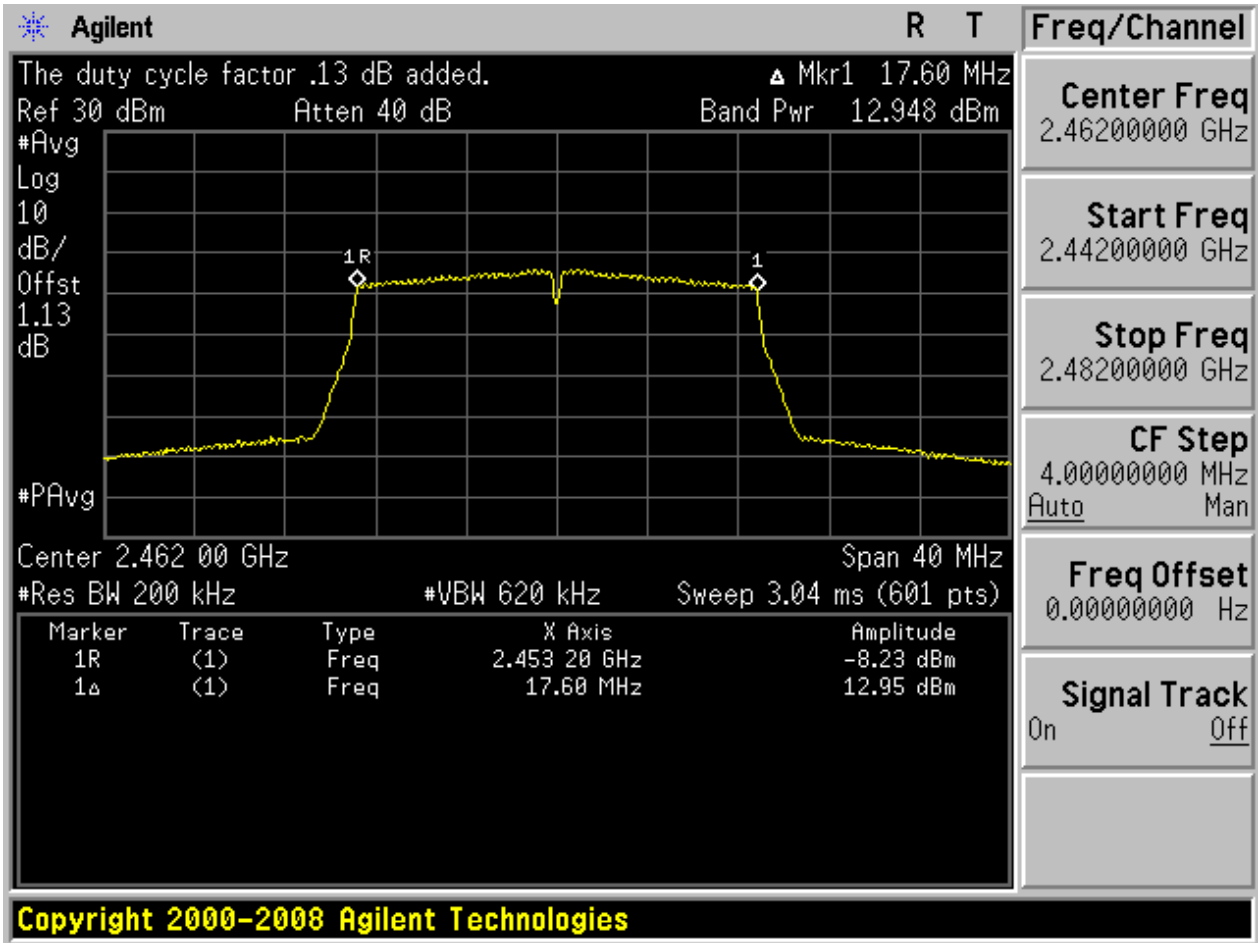 Agilent R T Freq/Channel
The duty cycle factor .13 dB added. Δ Mkr1 17.60 MHz
Ref 30 dBm Atten 40 dB Band Pwr 12.948 dBm
#Avg
Log
10
dB/
Offst
1.13
dB
#PAvg
1R
1
Center 2.462 00 GHz Span 40 MHz
#Res BW 200 kHz #VBW 620 kHz Sweep 3.04 ms (601 pts)
Marker Trace Type X Axis Amplitude
1R (1) Freq 2.453 20 GHz -8.23 dBm
1Δ (1) Freq 17.60 MHz 12.95 dBm
Center Freq
2.46200000 GHz
Start Freq
2.44200000 GHz
Stop Freq
2.48200000 GHz
CF Step
4.00000000 MHz
Auto Man
Freq Offset
0.00000000 Hz
Signal Track
On Off
Copyright 2000-2008 Agilent Technologies